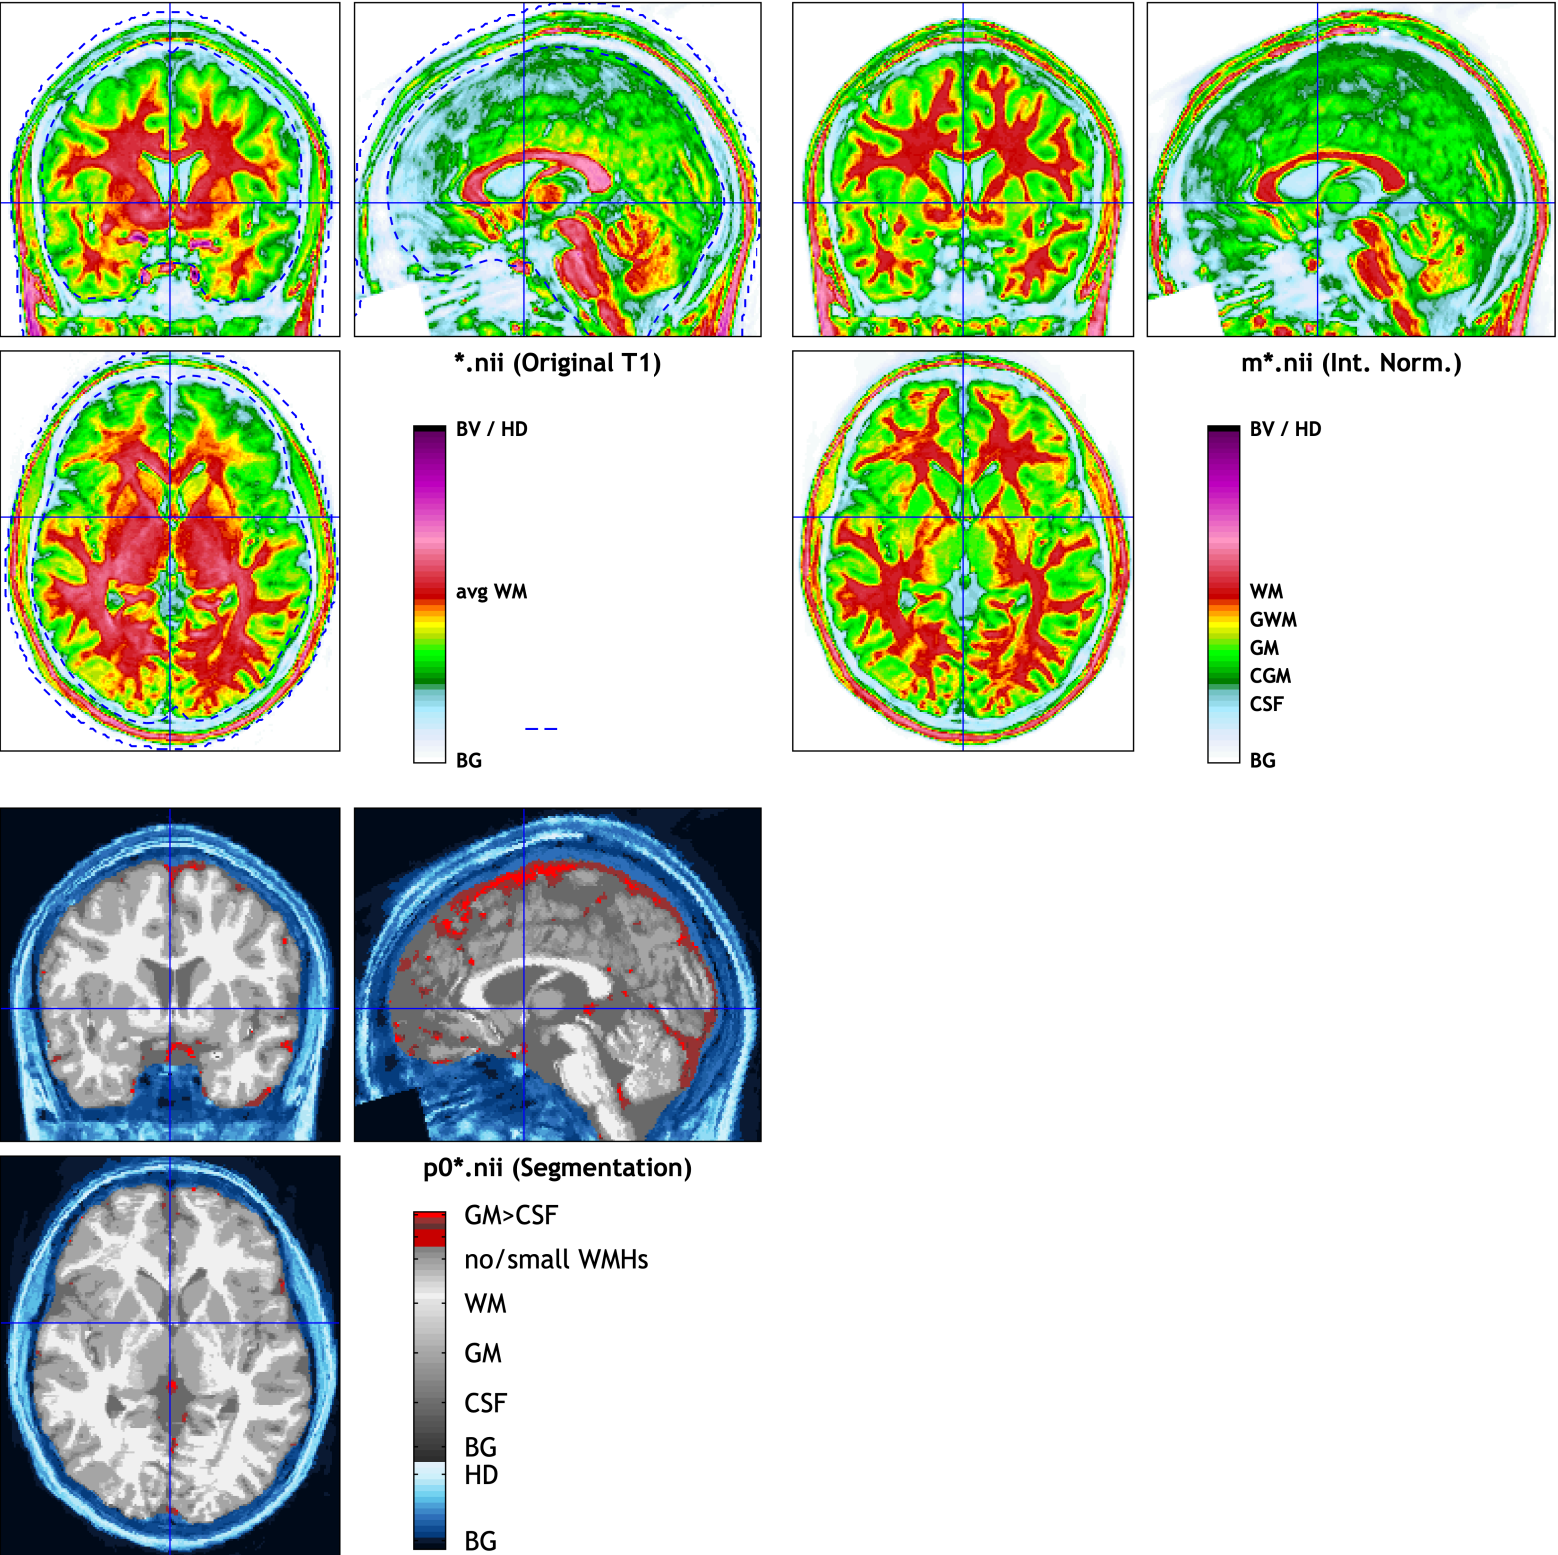 *.nii (Original T1)
BV / HD
avg WM
BG
m*.nii (Int. Norm.)
BV / HD
WM
GWM
GM
CGM
CSF
BG
p0*.nii (Segmentation)
GM>CSF
no/small WMHs
WM
GM
CSF
BG
HD
BG